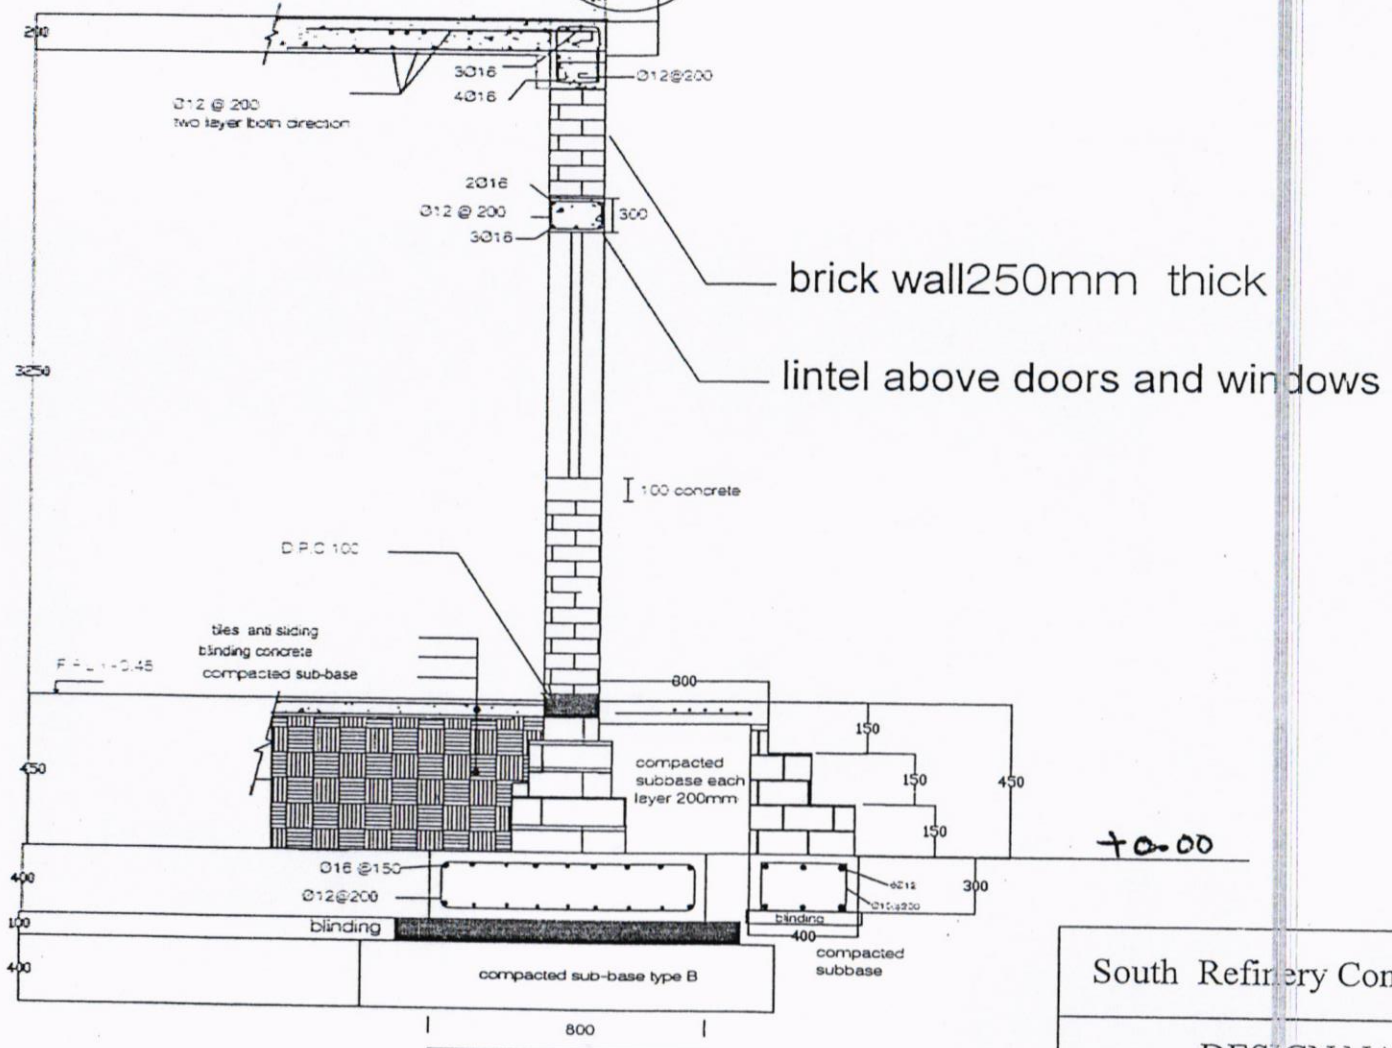 200
3Ø16
4Ø16
Ø12@200
Ø12 @ 200
two layer both direction
2Ø16
Ø12 @ 200
3Ø16
300
brick wall250mm thick
lintel above doors and windows
3250
100 concrete
D.P.C 100
tiles anti sliding
blinding concrete
compacted sub-base
800
150
150
150
450
450
compacted
subbase each
layer 200mm
+0.00
Ø16 @150
Ø12@200
400
300
blinding
blinding
100
400
compacted
subbase
400
compacted sub-base type B
800
South Refinery Con